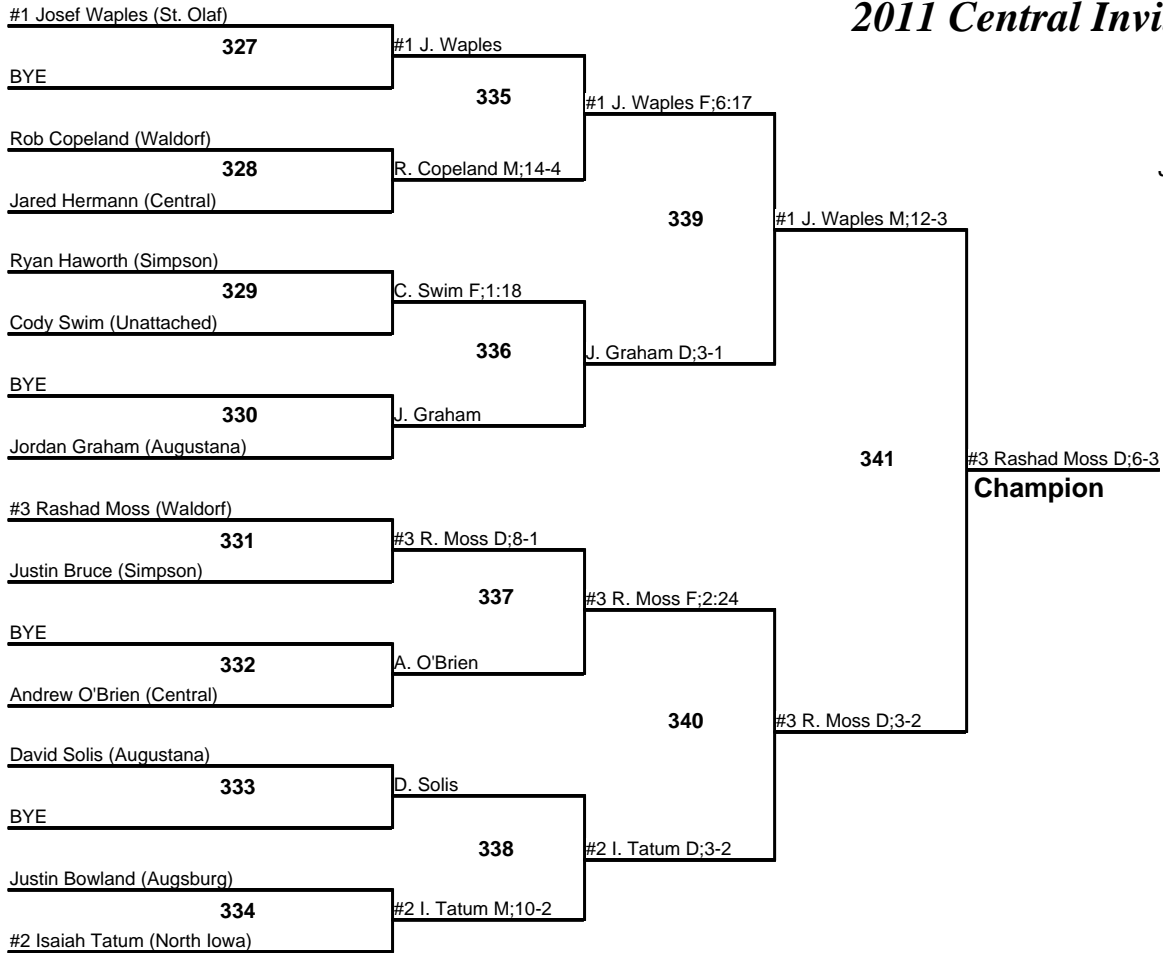 2011 Central Invi
#1 Josef Waples (St. Olaf)
327
#1 J. Waples
BYE
335
#1 J. Waples F;6:17
Rob Copeland (Waldorf)
328
R. Copeland M;14-4
Jared Hermann (Central)
339
#1 J. Waples M;12-3
Ryan Haworth (Simpson)
329
C. Swim F;1:18
Cody Swim (Unattached)
336
J. Graham D;3-1
BYE
330
J. Graham
Jordan Graham (Augustana)
341
#3 Rashad Moss D;6-3
Champion
#3 Rashad Moss (Waldorf)
331
#3 R. Moss D;8-1
Justin Bruce (Simpson)
337
#3 R. Moss F;2:24
BYE
332
A. O'Brien
Andrew O'Brien (Central)
340
#3 R. Moss D;3-2
David Solis (Augustana)
333
D. Solis
BYE
338
#2 I. Tatum D;3-2
Justin Bowland (Augsburg)
334
#2 I. Tatum M;10-2
#2 Isaiah Tatum (North Iowa)